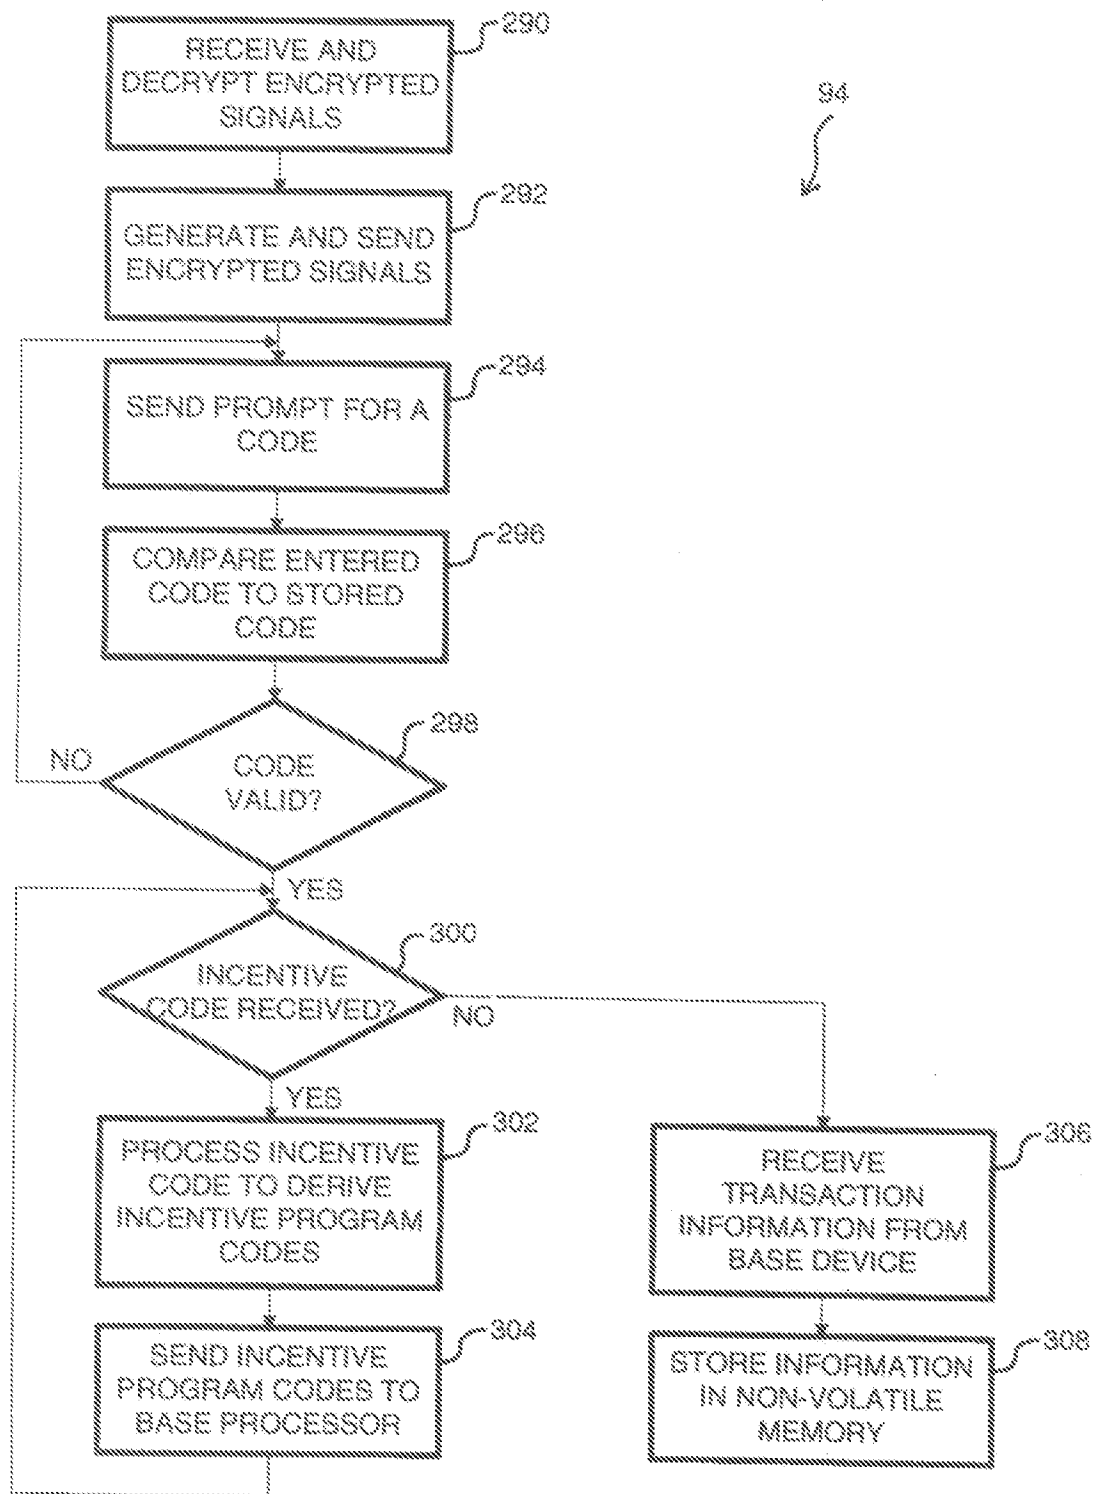 290
RECEIVE AND
DECRYPT ENCRYPTED
SIGNALS
94
292
GENERATE AND SEND
ENCRYPTED SIGNALS
294
SEND PROMPT FOR A
CODE
296
COMPARE ENTERED
CODE TO STORED
CODE
298
NO
CODE
VALID?
YES
300
INCENTIVE
CODE RECEIVED?
NO
YES
302
PROCESS INCENTIVE
CODE TO DERIVE
INCENTIVE PROGRAM
CODES
306
RECEIVE
TRANSACTION
INFORMATION FROM
BASE DEVICE
304
SEND INCENTIVE
PROGRAM CODES TO
BASE PROCESSOR
308
STORE INFORMATION
IN NON-VOLATILE
MEMORY